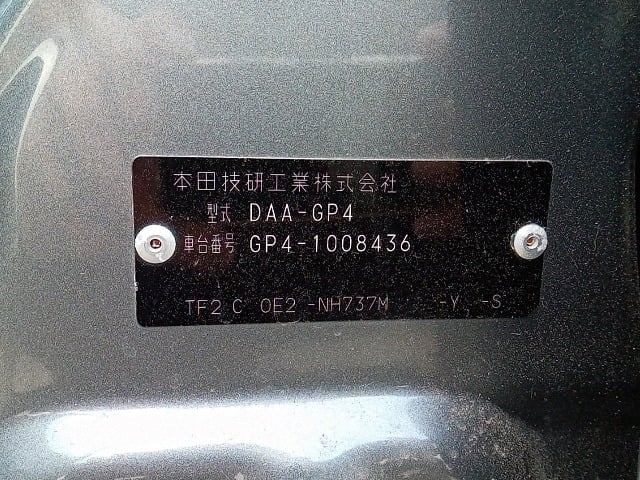 本田技研工業株式会社
型式 DAA-GP4
車台番号 GP4-1008436
TF2 C 0E2 -NH737M -Y -S